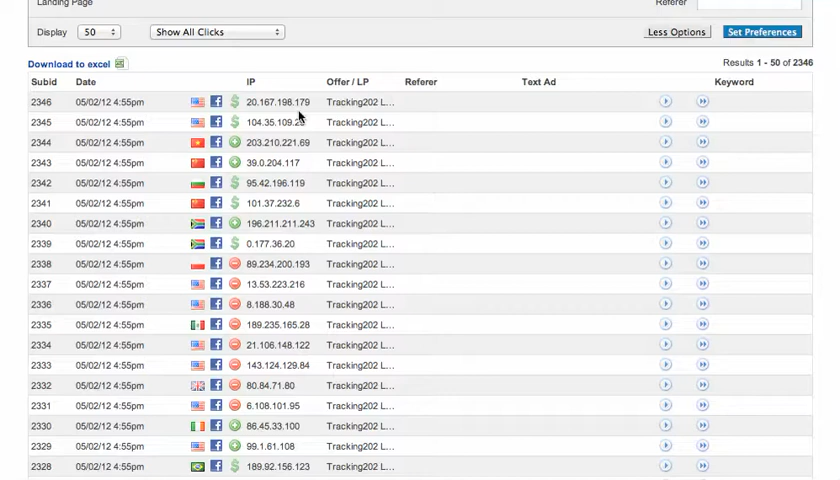 Landing Page Referer
Display 50 Show All Clicks Less Options Set Preferences
Download to excel Results 1 - 50 of 2346
Subid Date IP Offer / LP Referer Text Ad Keyword
2346 05/02/12 4:55pm 20.167.198.179 Tracking202 L...
2345 05/02/12 4:55pm Tracking202 L...
2344 05/02/12 4:55pm 203.210.221.69 Tracking202 L...
2343 05/02/12 4:55pm 39.0.204.117 Tracking202 L...
2342 05/02/12 4:55pm 95.42.196.119 Tracking202 L...
2341 05/02/12 4:55pm 101.37.232.6 Tracking202 L...
2340 05/02/12 4:55pm 196.211.211.243 Tracking202 L...
2339 05/02/12 4:55pm 0.177.36.20 Tracking202 L...
2338 05/02/12 4:55pm 89.234.200.193 Tracking202 L...
2337 05/02/12 4:55pm 13.53.223.216 Tracking202 L...
2336 05/02/12 4:55pm 8.188.30.48 Tracking202 L...
2335 05/02/12 4:55pm 189.235.165.28 Tracking202 L...
2334 05/02/12 4:55pm 21.106.148.122 Tracking202 L...
2333 05/02/12 4:55pm 143.124.129.84 Tracking202 L...
2332 05/02/12 4:55pm 80.84.71.80 Tracking202 L...
2331 05/02/12 4:55pm 6.108.101.95 Tracking202 L...
2330 05/02/12 4:55pm 86.45.33.100 Tracking202 L...
2329 05/02/12 4:55pm 99.1.61.108 Tracking202 L...
2328 05/02/12 4:55pm 189.92.156.123 Tracking202 L...